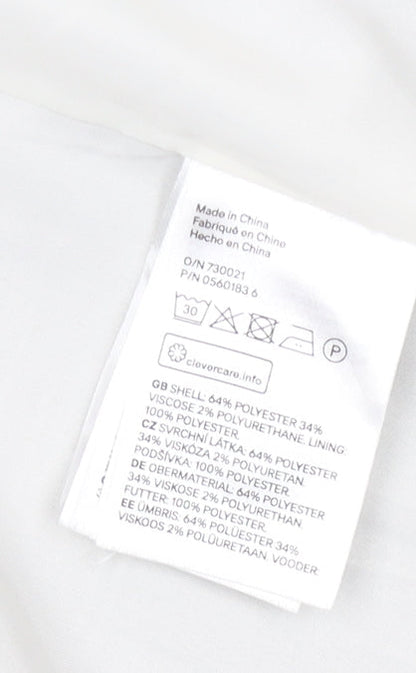 Made in China
Fabriqué en Chine
Hecho en China
O/N 730021
P/N 0560183 6
30
P
clevercare.info
GB SHELL: 64% POLYESTER 34%
VISCOSE 2% POLYURETHANE. LINING:
100% POLYESTER.
CZ SVRCHNÍ LÁTKA: 64% POLYESTER
34% VISKÓZA 2% POLYURETAN.
PODŠÍVKA: 100% POLYESTER.
DE OBERMATERIAL: 64% POLYESTER
34% VISKOSE 2% POLYURETHAN.
FUTTER: 100% POLYESTER.
EE ÜMBRIS: 64% POLÜESTER 34%
VISKOOS 2% POLÜURETAAN. VOODER: